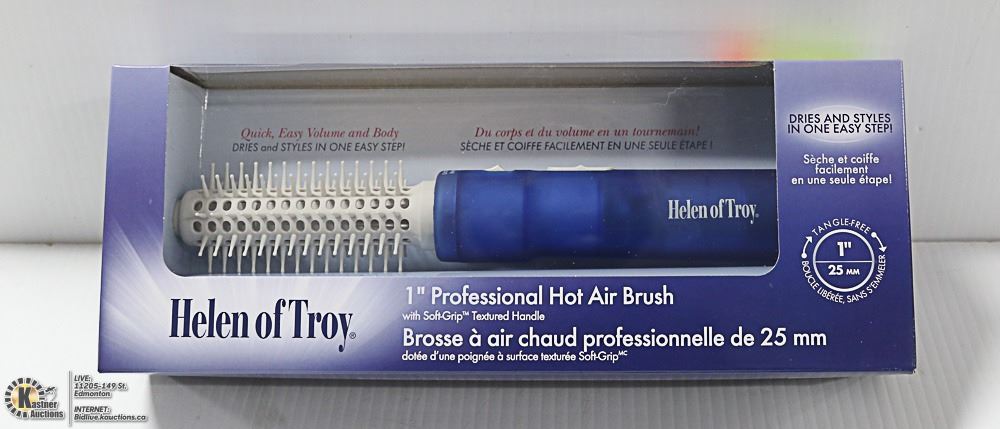 Quick, Easy Volume and Body
DRIES and STYLES IN ONE EASY STEP!
Du corps et du volume en un tournemain!
SÈCHE ET COIFFE FACILEMENT EN UNE SEULE ÉTAPE!
Helen of Troy®
DRIES AND STYLES
IN ONE EASY STEP!
Sèche et coiffe
facilement
en une seule étape!
TANGLE-FREE
1"
25 MM
BOUCLE LIBÉRÉE, SANS S'EMMELER
Helen of Troy®
1" Professional Hot Air Brush
with Soft-Grip™ Textured Handle
Brosse à air chaud professionnelle de 25 mm
dotée d'une poignée à surface texturée Soft-Grip MC
Kastner
Auctions
LIVE:
11205-149 St.
Edmonton
INTERNET:
Bidlive.kauctions.ca